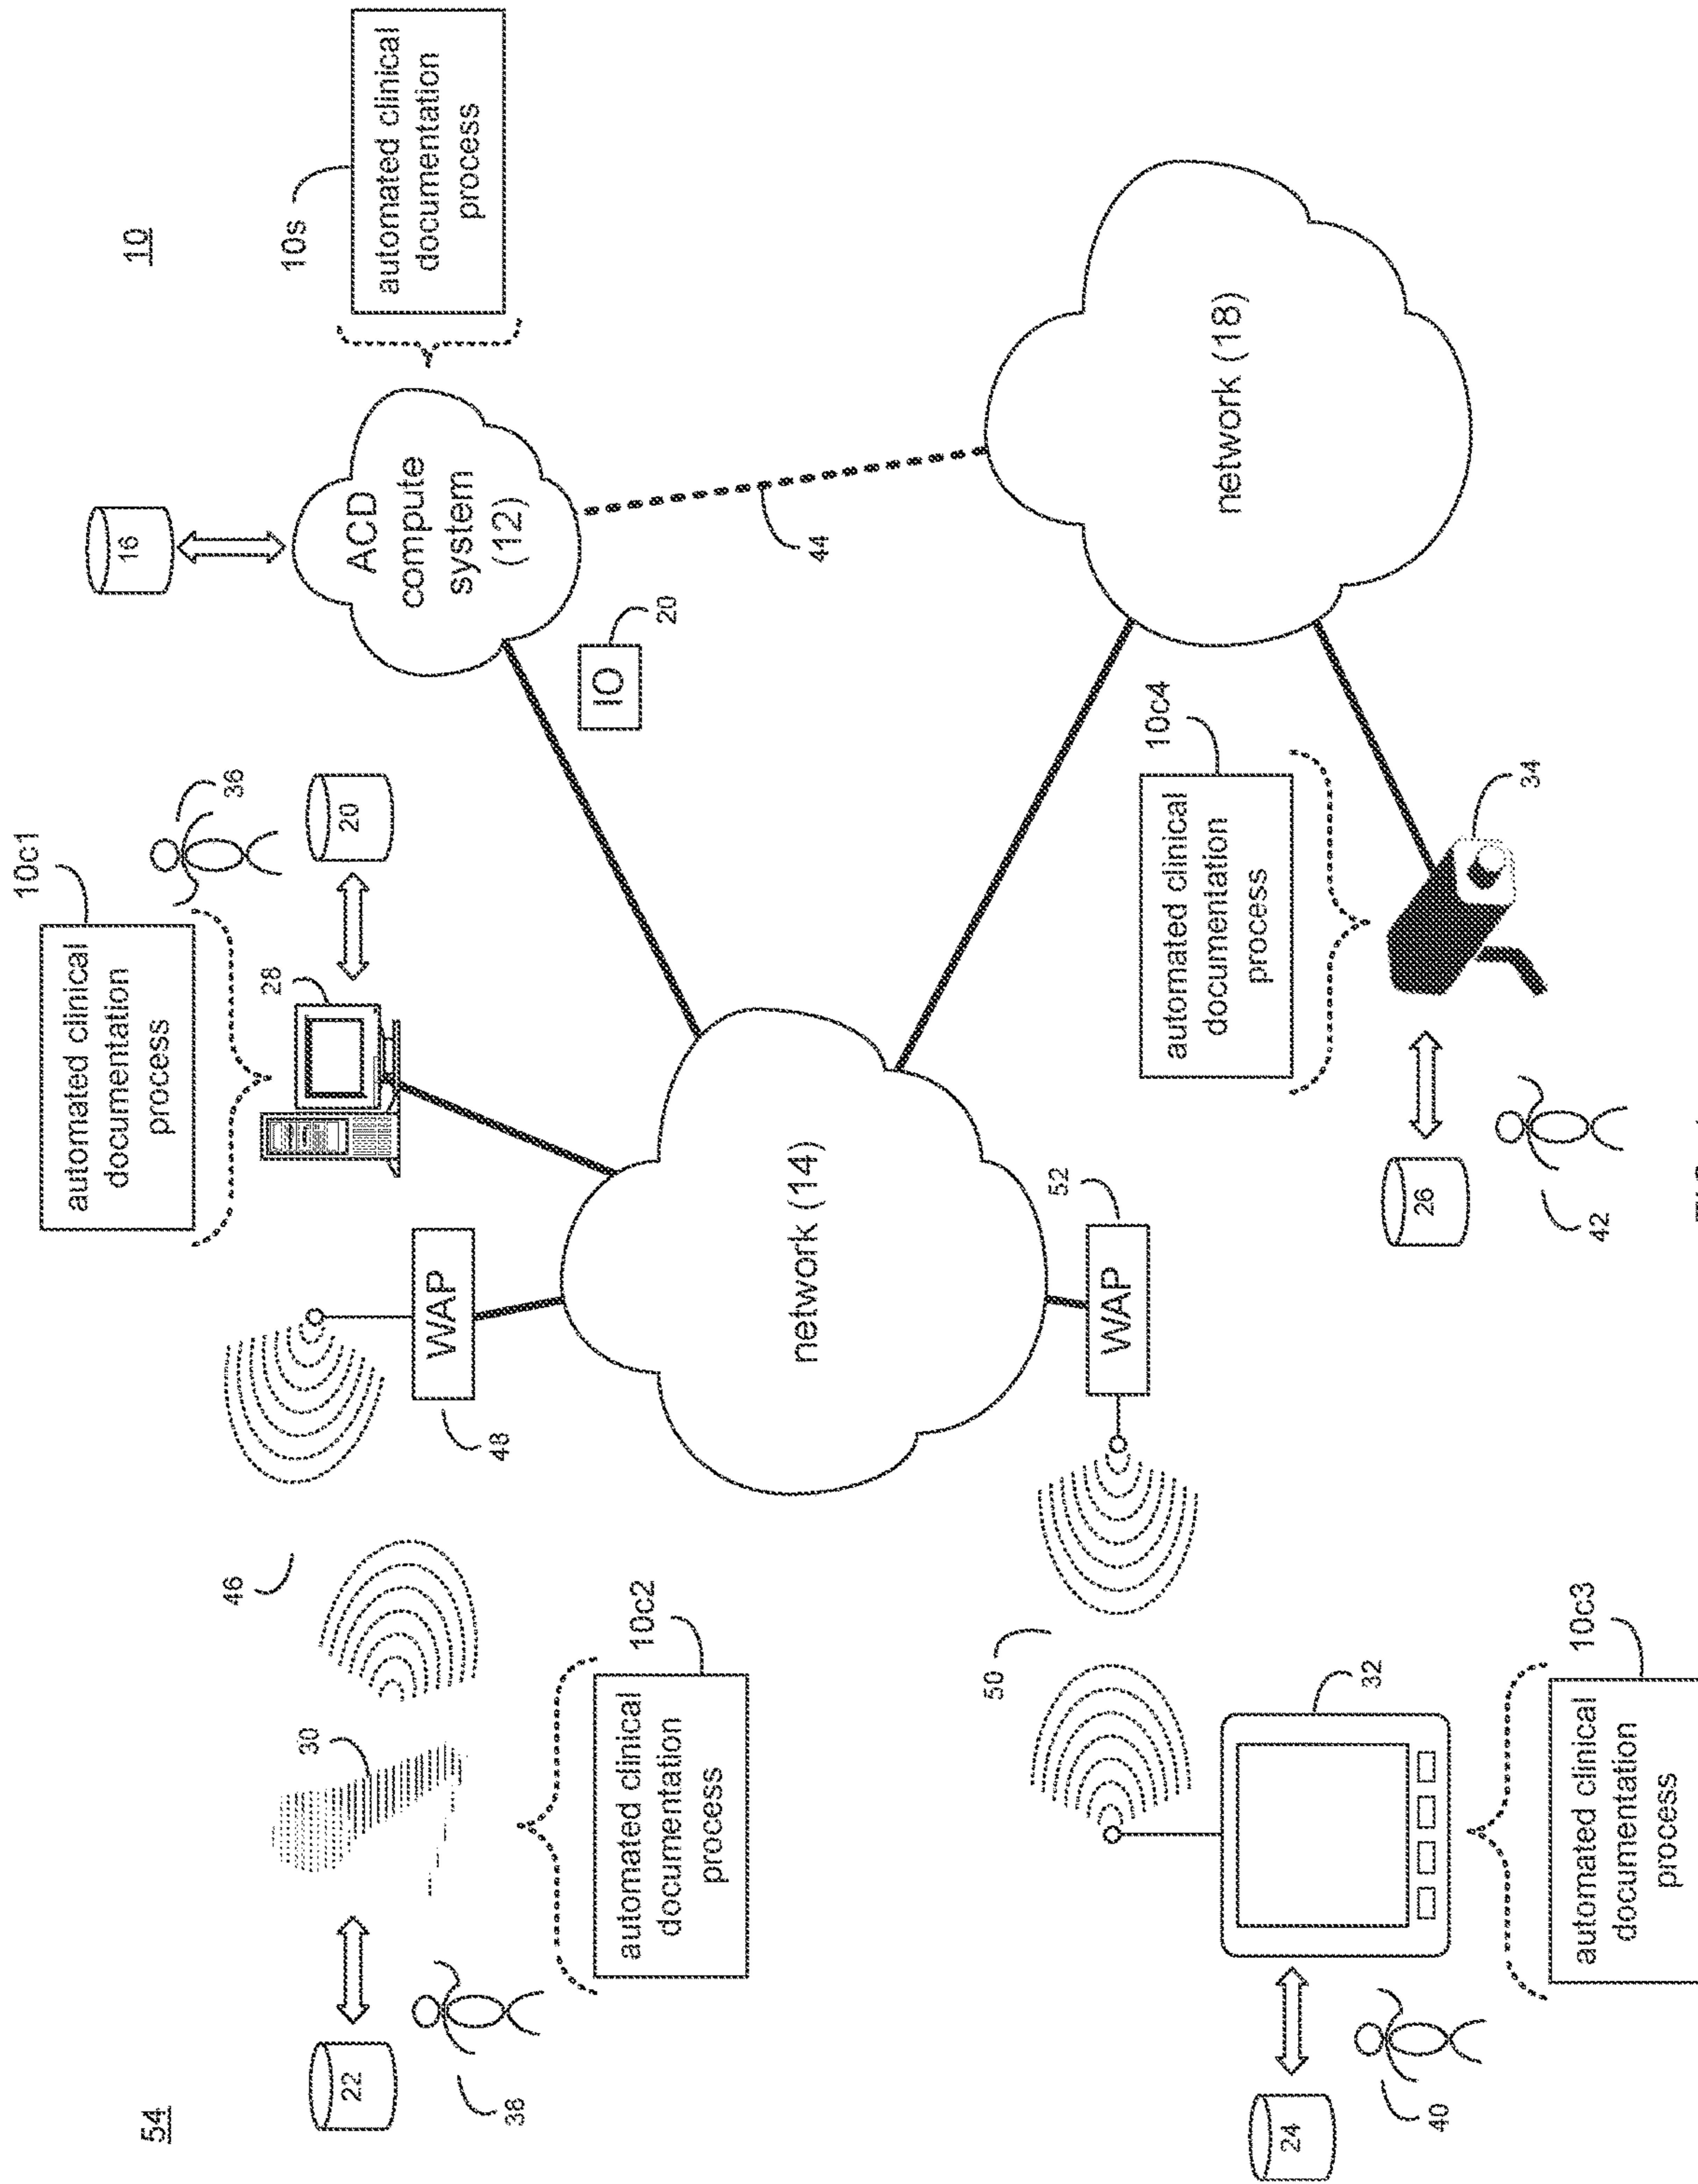 54
10
10c1
automated clinical
documentation
process
16
36
46
28
20
10s
automated clinical
documentation
process
22
30
ACD
compute
system
(12)
WAP
48
38
10c2
automated clinical
documentation
process
IO
20
network (14)
44
50
WAP
52
10c4
automated clinical
documentation
process
network (18)
24
32
26
34
40
42
10c3
automated clinical
documentation
process